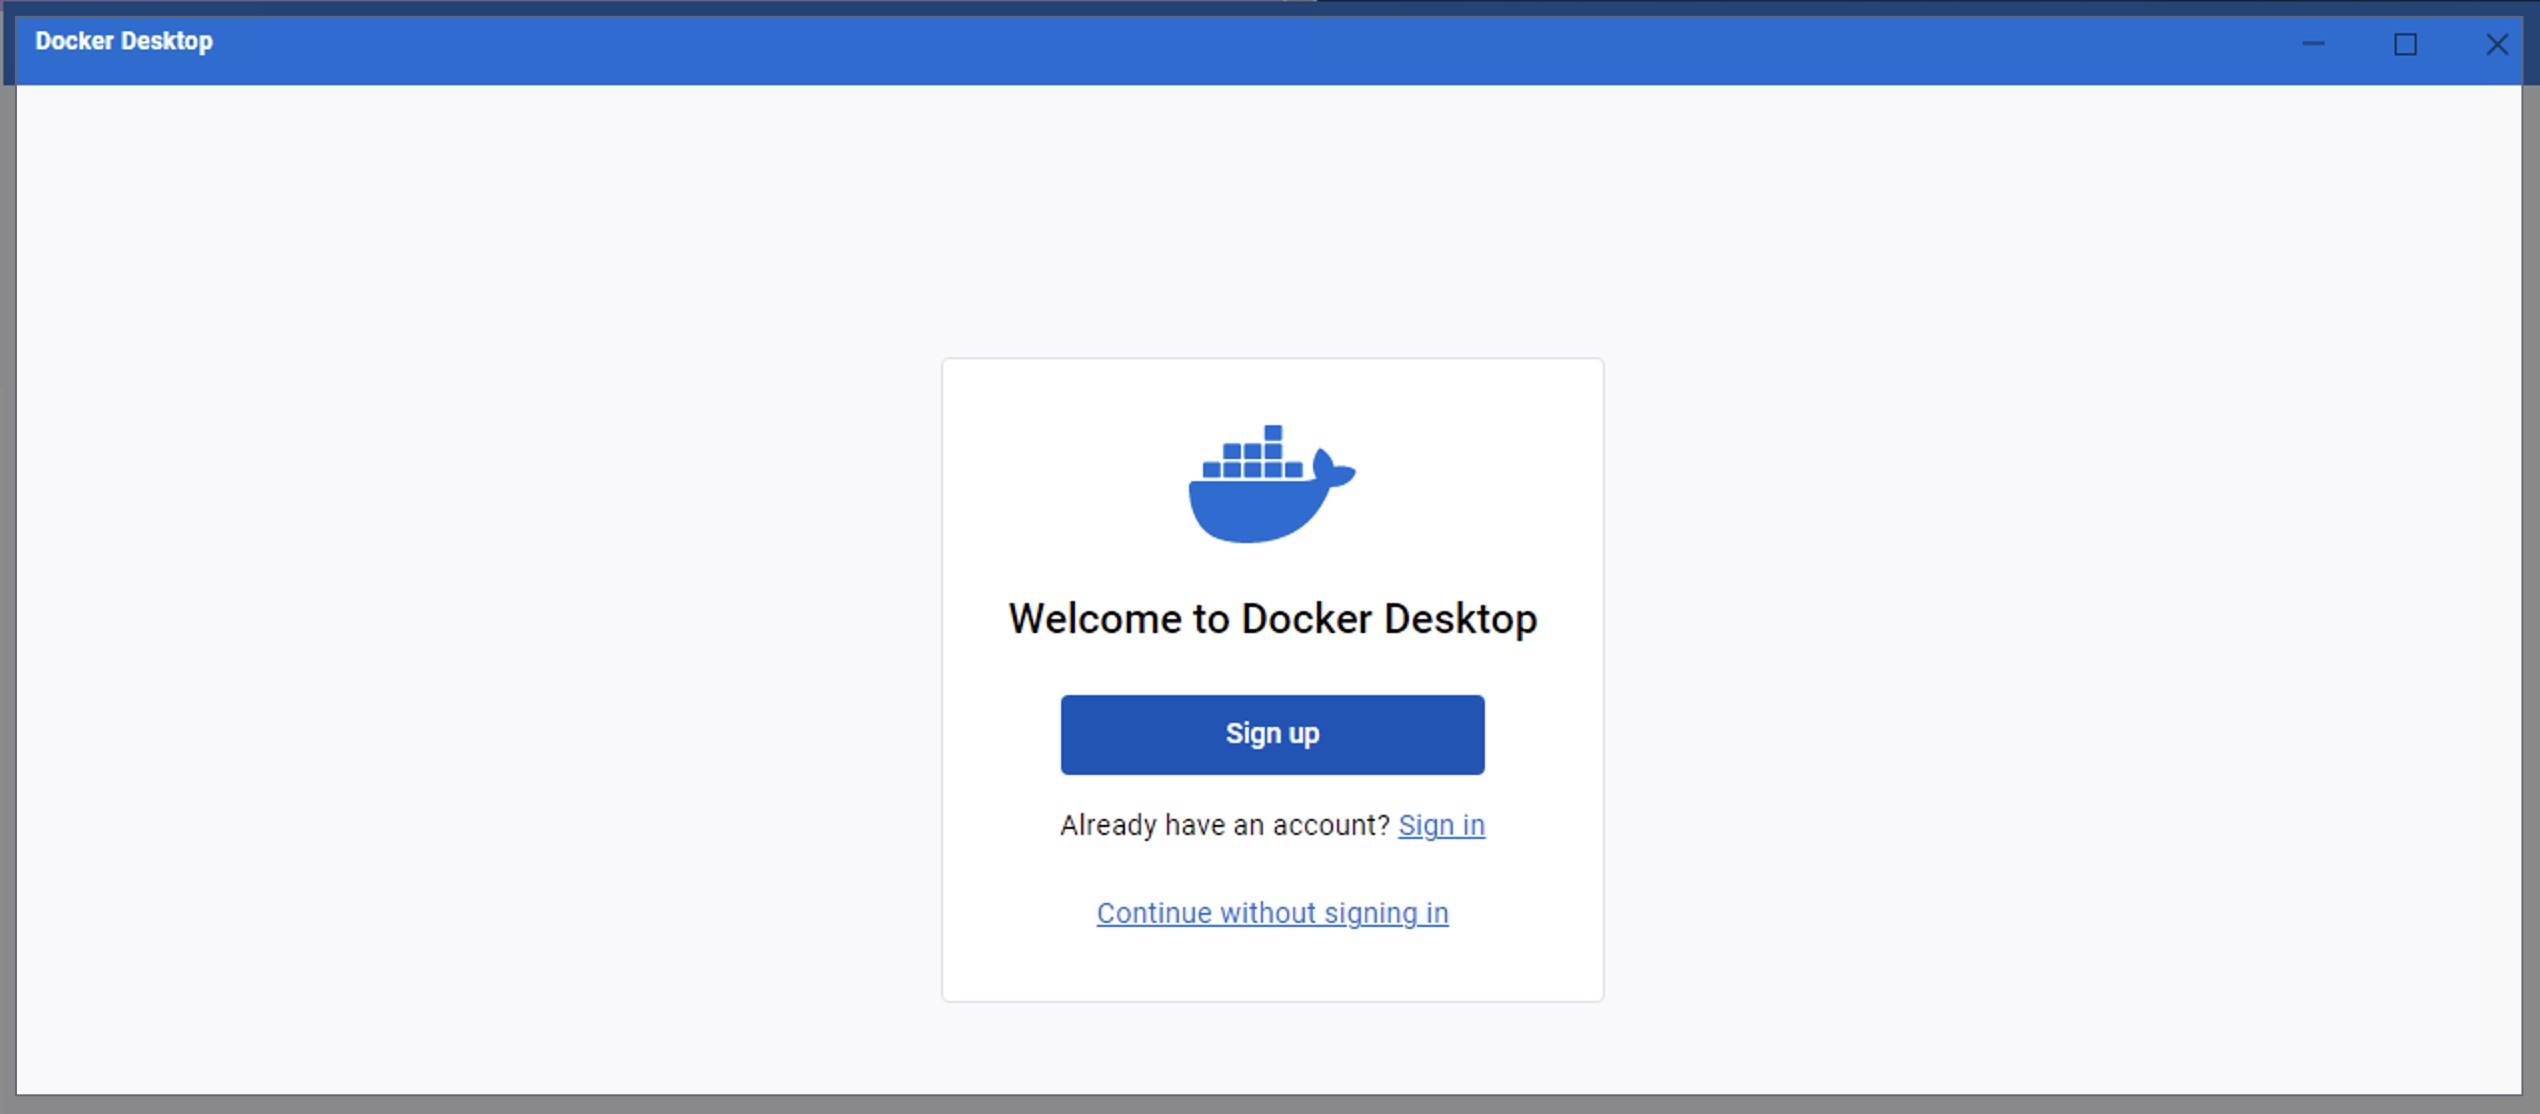 Docker Desktop
Welcome to Docker Desktop
Sign up
Already have an account? Sign in
Continue without signing in